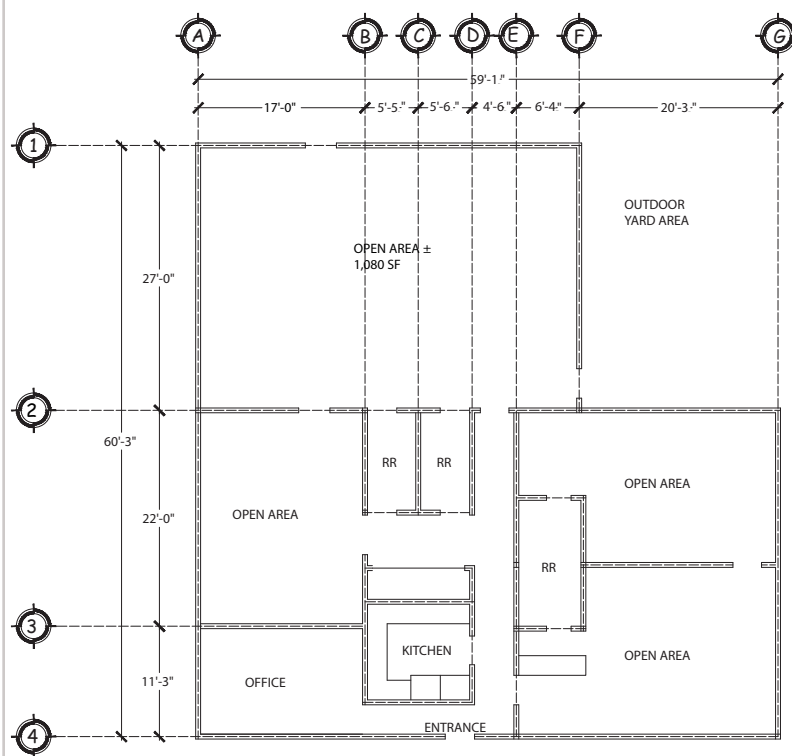 A B C D E F G
59'-1."
17'-0" 5'-5." 5'-6." 4'-6." 6'-4." 20'-3."
1
OUTDOOR
YARD AREA
OPEN AREA ±
1,080 SF
27'-0"
2
60'-3"
RR RR
OPEN AREA
OPEN AREA
22'-0"
RR
3
KITCHEN
OPEN AREA
11'-3"
OFFICE
ENTRANCE
4